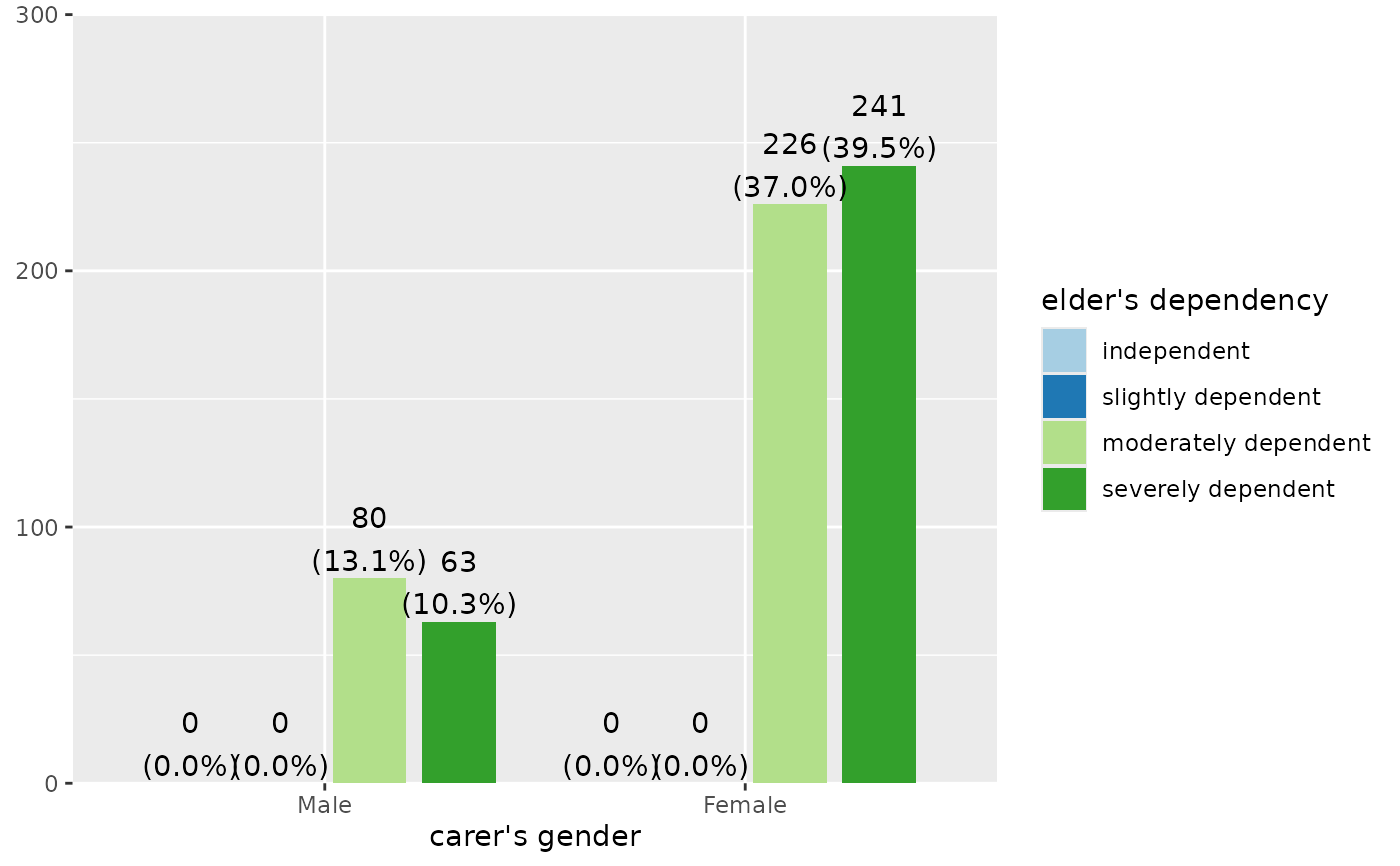 300
200
100
0
0
(0.0%)
0
(0.0%)
80
(13.1%)
63
(10.3%)
0
(0.0%)
0
(0.0%)
226
(37.0%)
241
(39.5%)
Male
Female
carer's gender
elder's dependency
independent
slightly dependent
moderately dependent
severely dependent